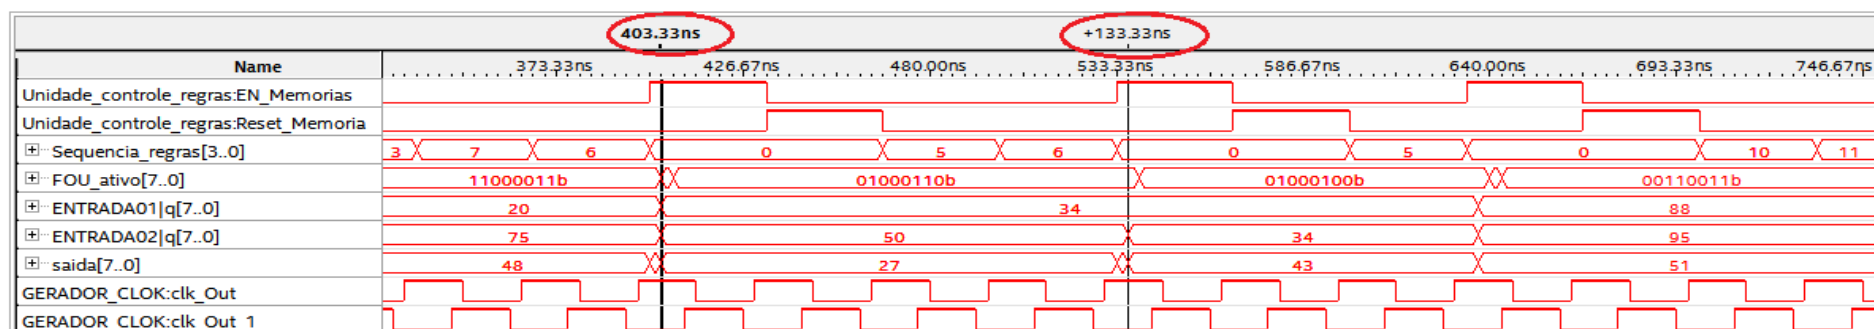 403.33ns +133.33ns
Name 373.33ns 426.67ns 480.00ns 533.33ns 586.67ns 640.00ns 693.33ns 746.67ns
Unidade_controle_regras:EN_Memorias
Unidade_controle_regras:Reset_Memoria
Sequencia_regras[3..0] 3 7 6 0 5 6 0 5 0 10 11
FOU_ativo[7..0] 11000011b 01000110b 01000100b 00110011b
ENTRADA01|q[7..0] 20 34 88
ENTRADA02|q[7..0] 75 50 34 95
saida[7..0] 48 27 43 51
GERADOR_CLOK:clk_Out
GERADOR_CLOK:clk_Out_1